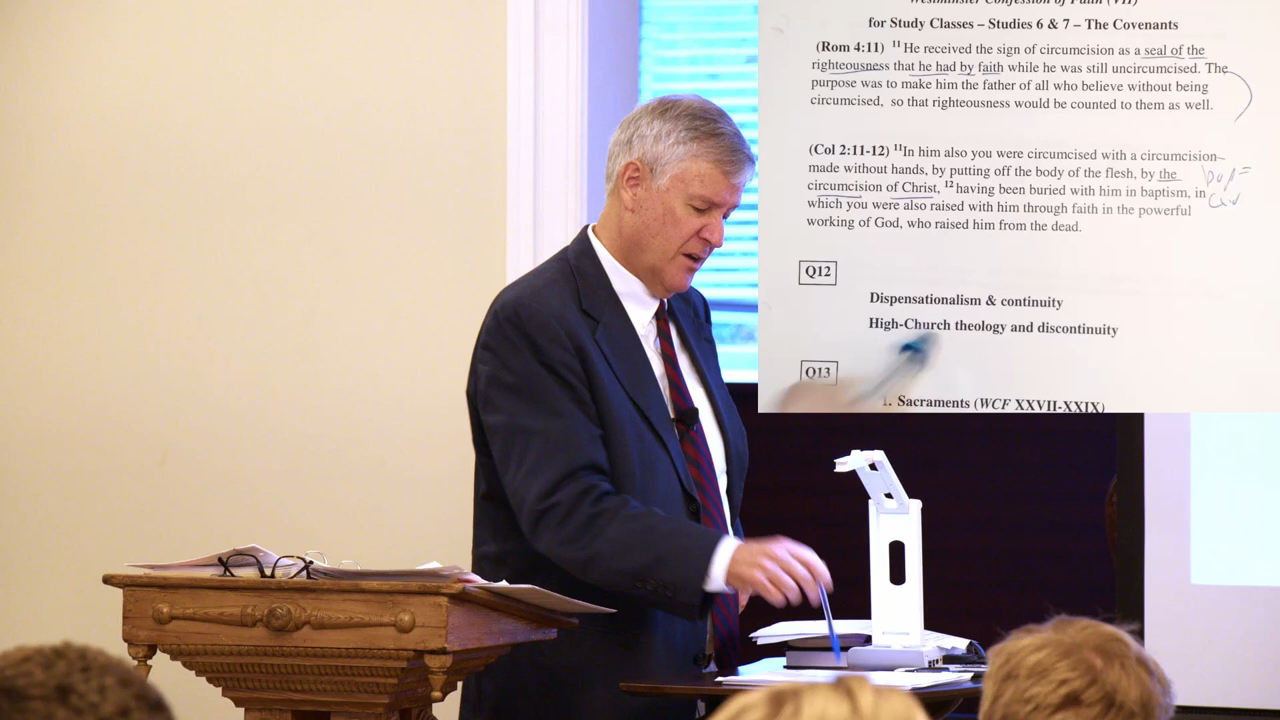 Westminster Confession of Faith (VII)
for Study Classes – Studies 6 & 7 – The Covenants
(Rom 4:11) 11 He received the sign of circumcision as a seal of the
righteousness that he had by faith while he was still uncircumcised. The
purpose was to make him the father of all who believe without being
circumcised, so that righteousness would be counted to them as well.
(Col 2:11-12) 11In him also you were circumcised with a circumcision
made without hands, by putting off the body of the flesh, by the
circumcision of Christ, 12 having been buried with him in baptism, in
which you were also raised with him through faith in the powerful
working of God, who raised him from the dead.
Q12
Dispensationalism & continuity
High-Church theology and discontinuity
Q13
1. Sacraments (WCF XXVII-XXIX)